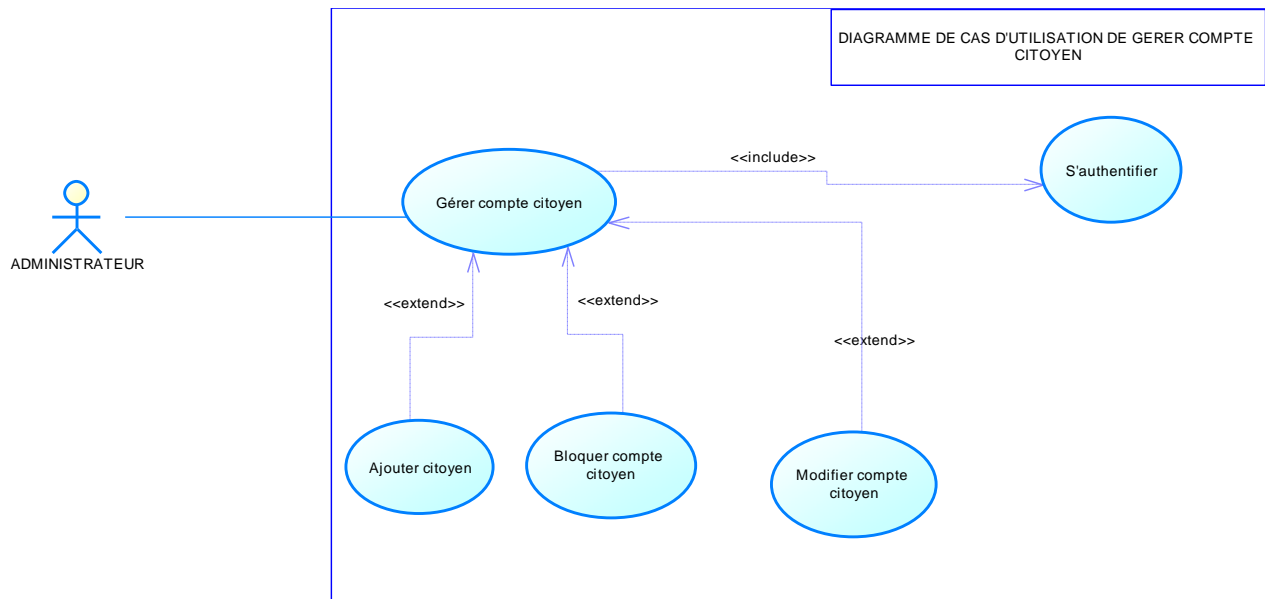 DIAGRAMME DE CAS D'UTILISATION DE GERER COMPTE
CITOYEN
<<include>>
S'authentifier
Gérer compte citoyen
ADMINISTRATEUR
<<extend>>
<<extend>>
<<extend>>
Ajouter citoyen
Bloquer compte
citoyen
Modifier compte
citoyen